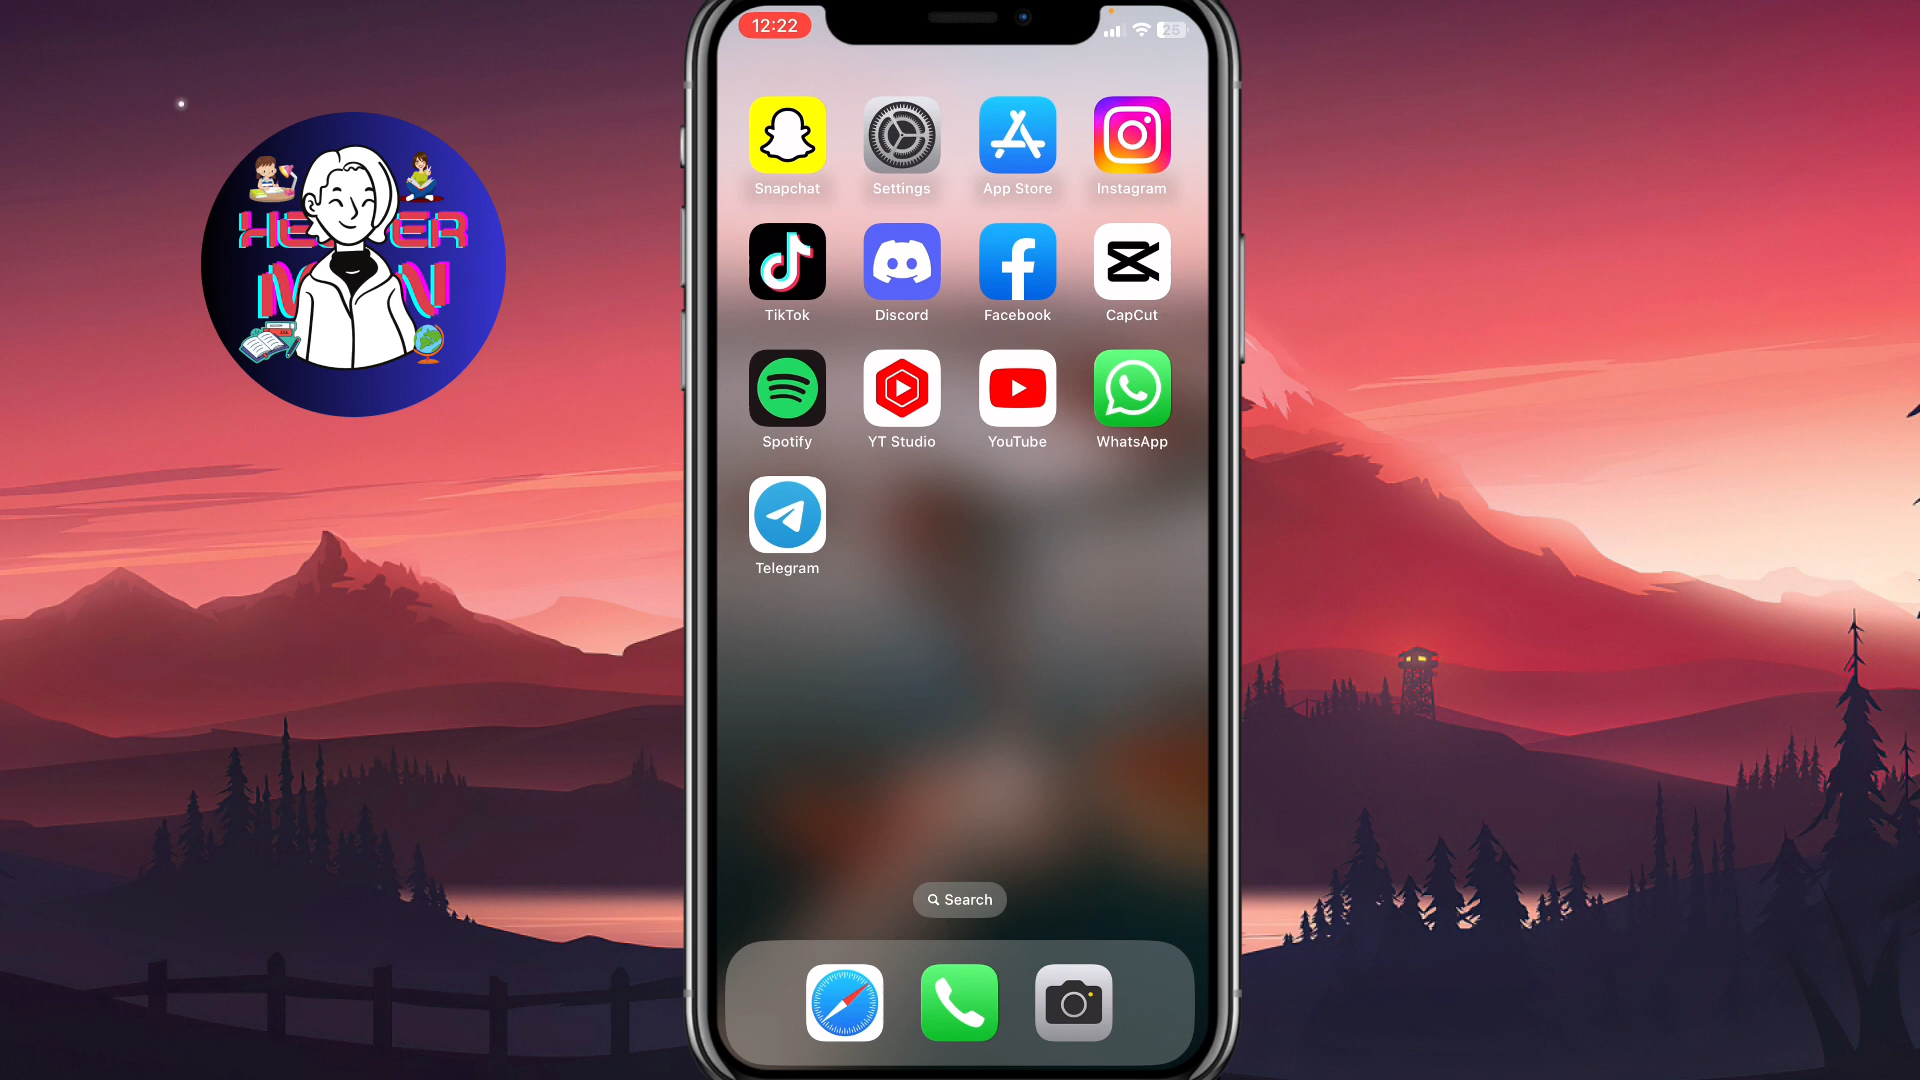 12:22
25
Snapchat
Settings
App Store
Instagram
TikTok
Discord
Facebook
CapCut
Spotify
YT Studio
YouTube
WhatsApp
Telegram
Search